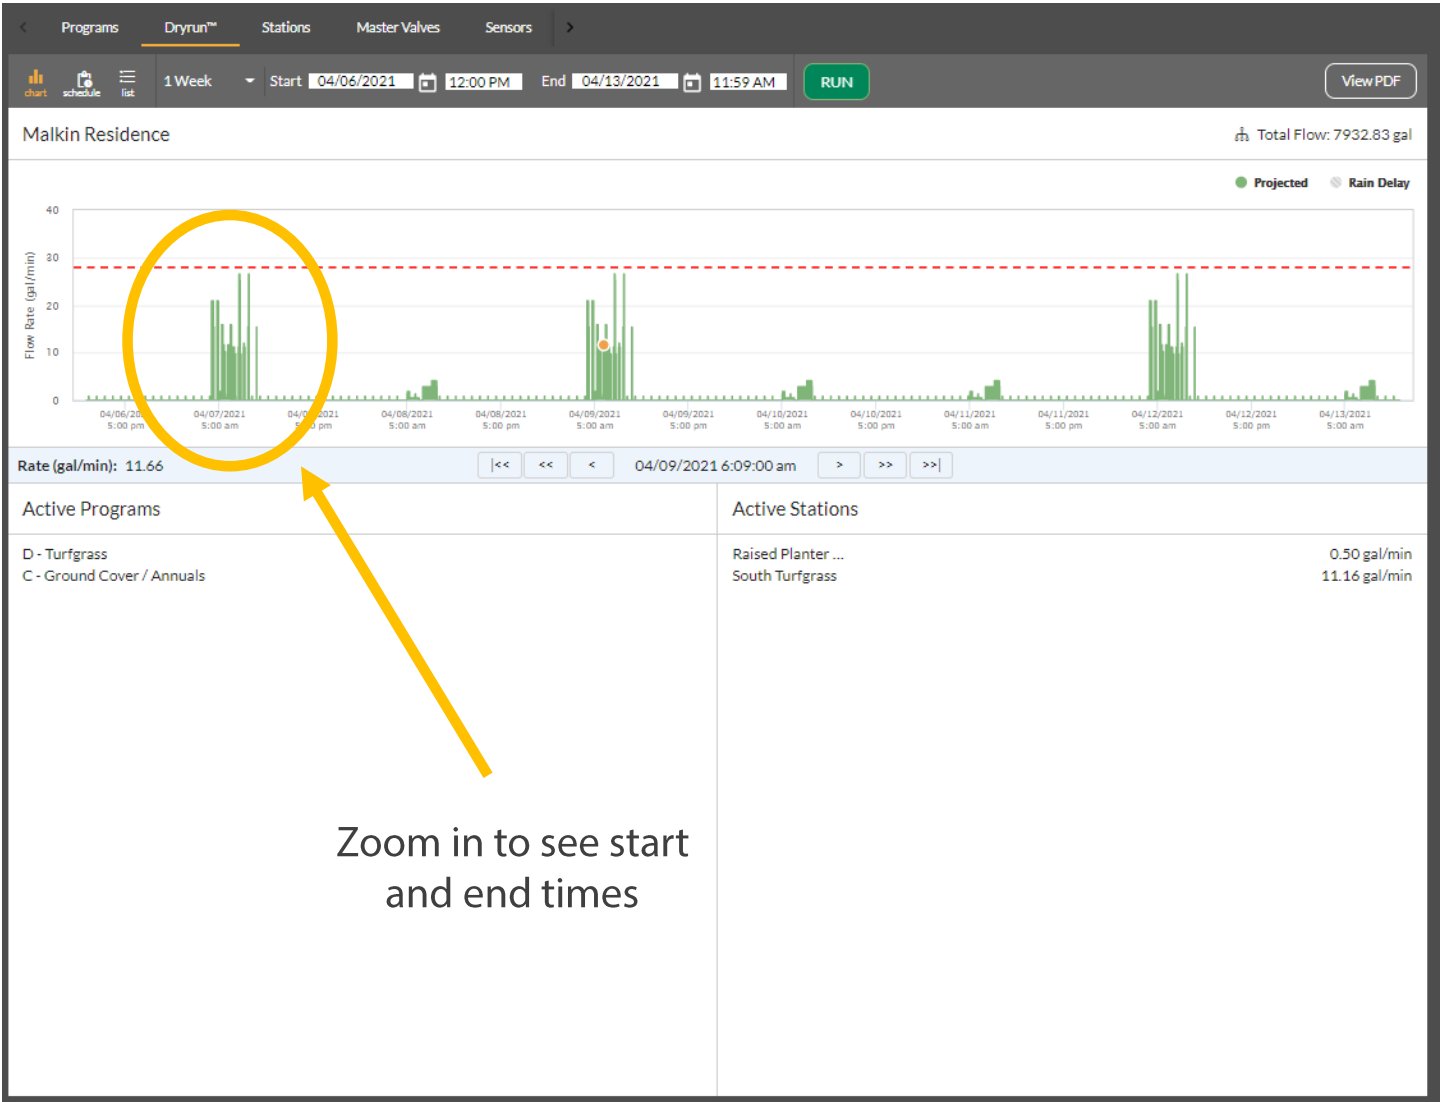 Programs Dryrun™ Stations Master Valves Sensors
chart schedule list 1 Week Start 04/06/2021 12:00 PM End 04/13/2021 11:59 AM RUN View PDF
Malkin Residence Total Flow: 7932.83 gal
Projected Rain Delay
Flow Rate (gal/min)
40
30
20
10
0
04/07/2021 04/08/2021 04/08/2021 04/09/2021 04/09/2021 04/10/2021 04/10/2021 04/11/2021 04/11/2021 04/12/2021 04/12/2021 04/13/2021
5:00 pm 5:00 am 5:00 am 5:00 pm 5:00 am 5:00 pm 5:00 am 5:00 pm 5:00 am 5:00 pm 5:00 am 5:00 pm 5:00 am
Rate (gal/min): 11.66 |<< << < 04/09/2021 6:09:00 am > >> >>|
Active Programs Active Stations
D - Turfgrass Raised Planter ... 0.50 gal/min
C - Ground Cover / Annuals South Turfgrass 11.16 gal/min
Zoom in to see start
and end times